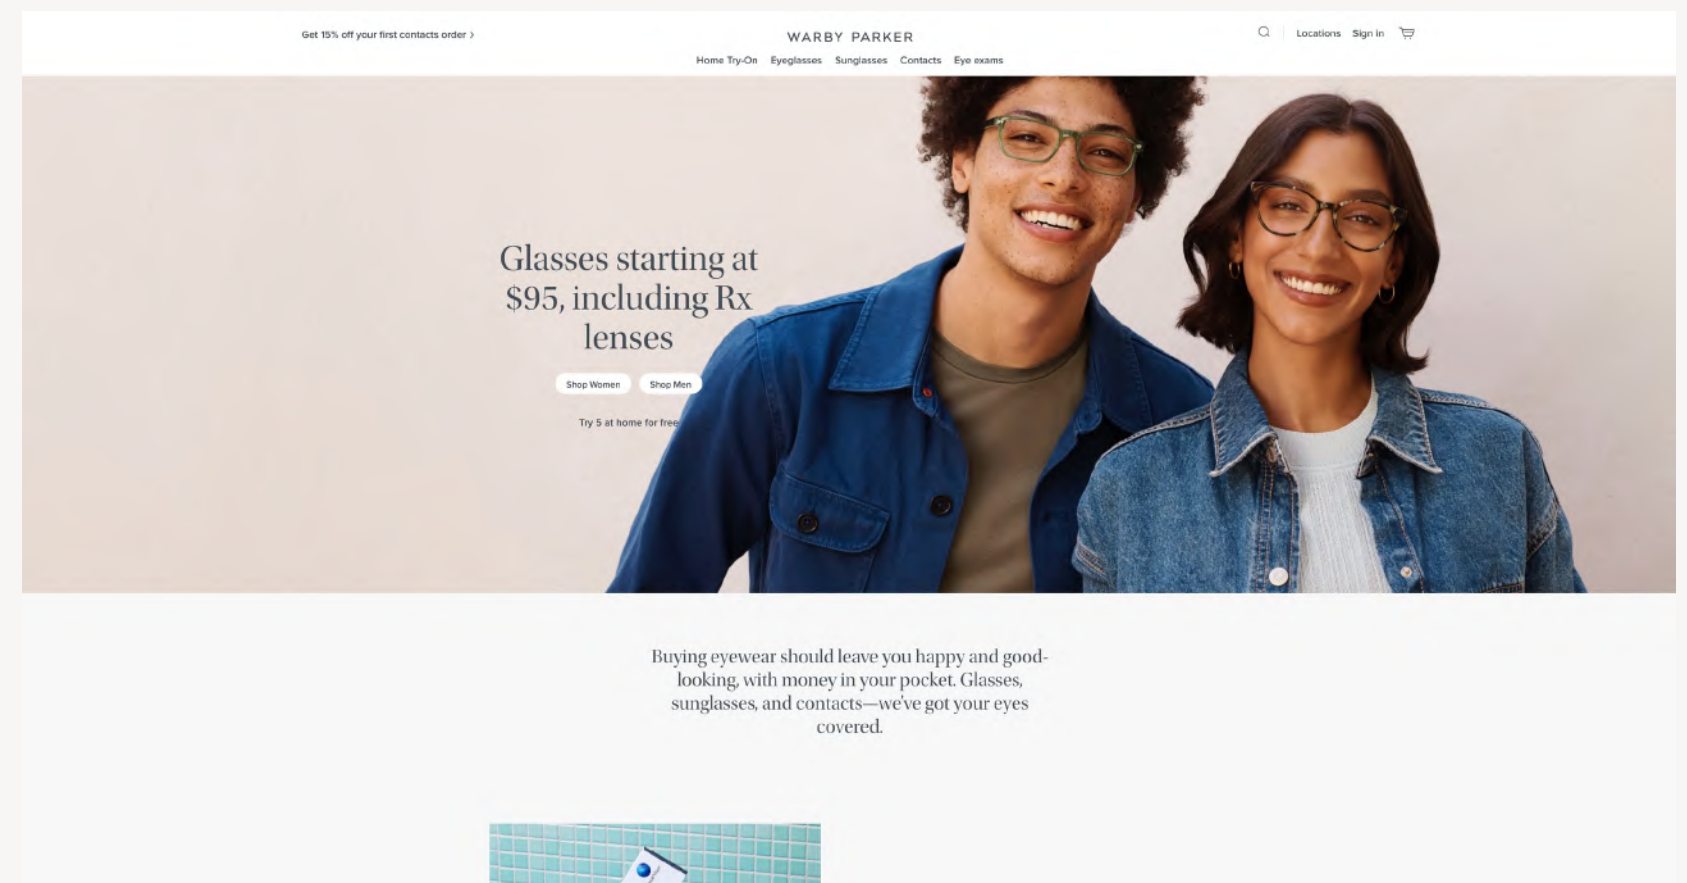 Get 15% off your first contacts order ›
WARBY PARKER
Locations Sign in
Home Try-On Eyeglasses Sunglasses Contacts Eye exams
Glasses starting at
$95, including Rx
lenses
Shop Women Shop Men
Try 5 at home for free
Buying eyewear should leave you happy and good-
looking, with money in your pocket. Glasses,
sunglasses, and contacts—we've got your eyes
covered.